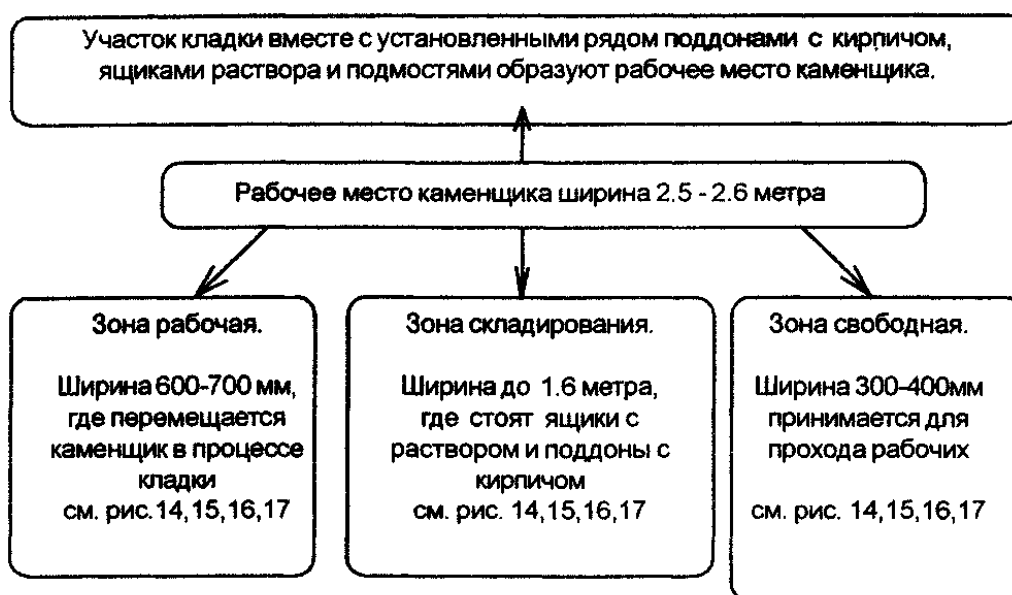 Участок кладки вместе с установленными рядом поддонами с кирпичом,
ящиками раствора и подмостями образуют рабочее место каменщика.
Рабочее место каменщика ширина 2.5 - 2.6 метра
Зона рабочая.
Ширина 600-700 мм,
где перемещается
каменщик в процессе
кладки
см. рис. 14,15,16,17
Зона складирования.
Ширина до 1.6 метра,
где стоят ящики с
раствором и поддоны с
кирпичом
см. рис. 14,15,16,17
Зона свободная.
Ширина 300-400мм
принимается для
прохода рабочих
см. рис. 14,15,16,17